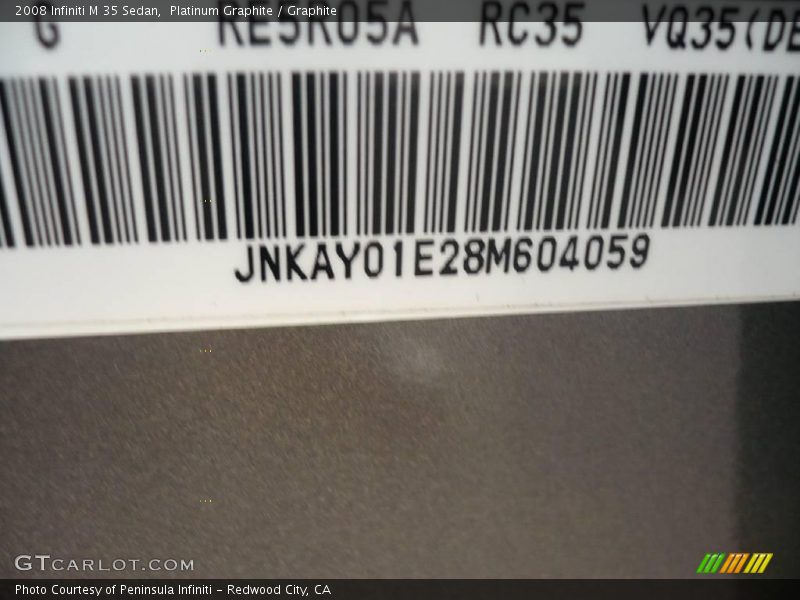 2008 Infiniti M 35 Sedan, Platinum Graphite / Graphite
G RE5R05A RC35 VQ35(DE
JNKAY01E28M604059
GTCARLOT.COM
Photo Courtesy of Peninsula Infiniti - Redwood City, CA